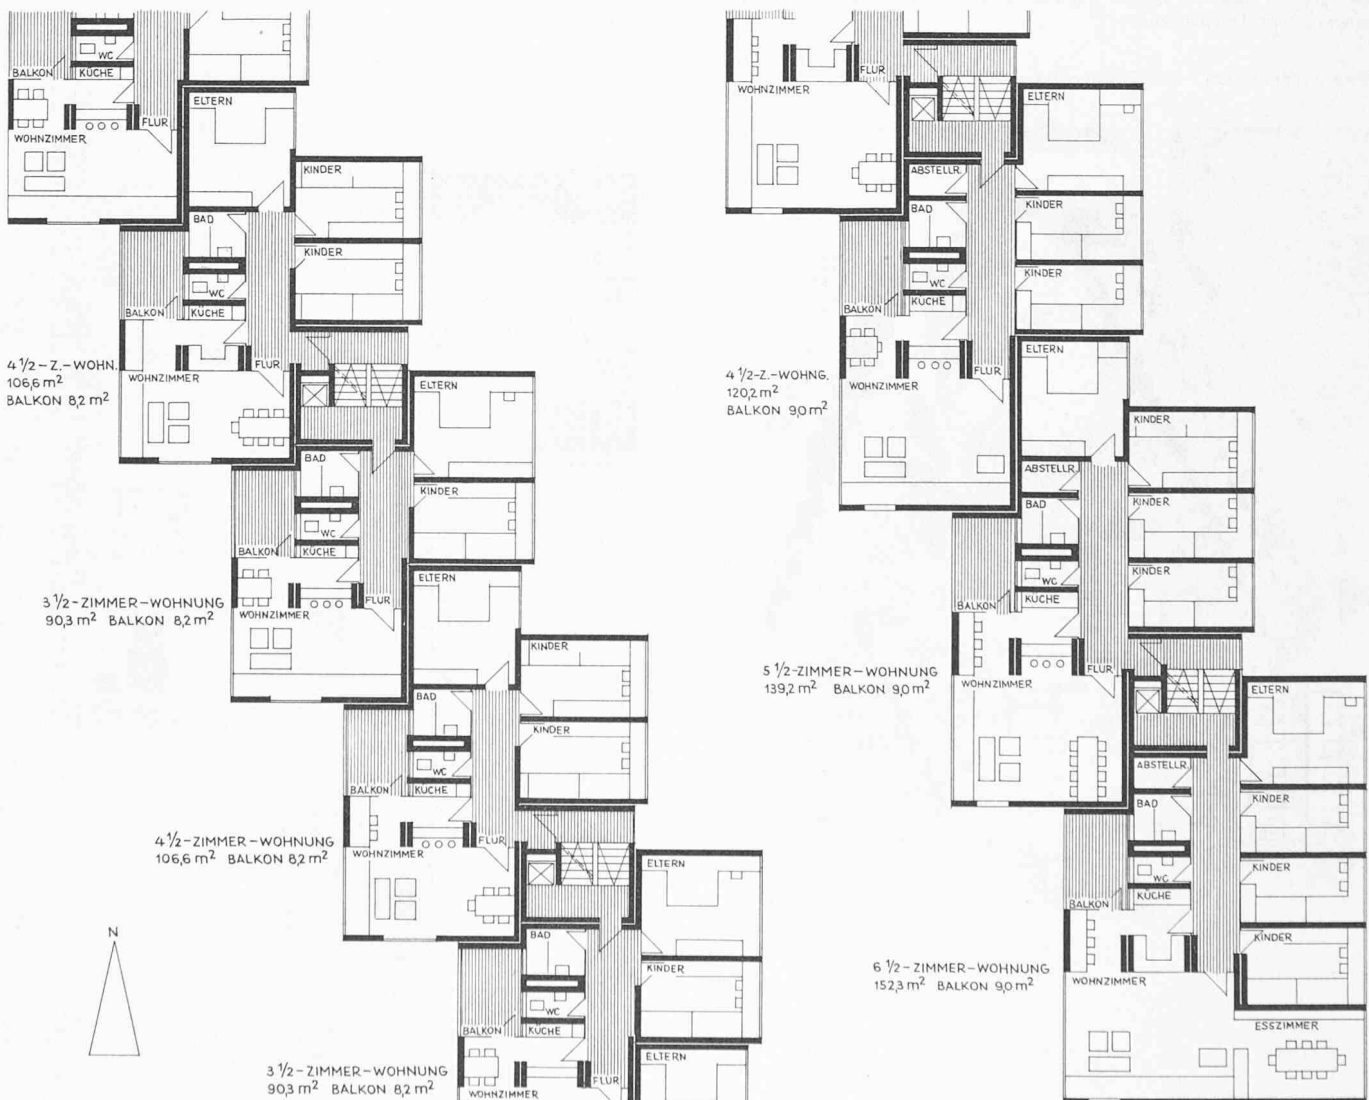 WC
BALKON
KÜCHE
WOHNZIMMER
FLUR
ELTERN
KINDER
BAD
KINDER
WC
BALKON
KÜCHE
4 ½-Z.-WOHN.
106,6 m²
BALKON 8,2 m²
WOHNZIMMER
FLUR
ELTERN
BAD
KINDER
WC
BALKON
KÜCHE
3 ½-ZIMMER-WOHNUNG
90,3 m² BALKON 8,2 m²
WOHNZIMMER
FLUR
ELTERN
KINDER
BAD
KINDER
WC
BALKON
KÜCHE
4 ½-ZIMMER-WOHNUNG
106,6 m² BALKON 8,2 m²
WOHNZIMMER
FLUR
ELTERN
BAD
KINDER
WC
BALKON
KÜCHE
3 ½-ZIMMER-WOHNUNG
90,3 m² BALKON 8,2 m²
WOHNZIMMER
FLUR
ELTERN
N
WOHNZIMMER
FLUR
ELTERN
ABSTELLR.
BAD
KINDER
WC
KINDER
BALKON
KÜCHE
4 ½-Z.-WOHNG.
120,2 m²
BALKON 9,0 m²
WOHNZIMMER
FLUR
ELTERN
KINDER
ABSTELLR.
BAD
KINDER
WC
KINDER
BALKON
KÜCHE
5 ½-ZIMMER-WOHNUNG
139,2 m² BALKON 9,0 m²
WOHNZIMMER
FLUR
ELTERN
ABSTELLR.
BAD
KINDER
WC
KINDER
BALKON
KÜCHE
KINDER
6 ½-ZIMMER-WOHNUNG
152,3 m² BALKON 9,0 m²
WOHNZIMMER
ESSZIMMER